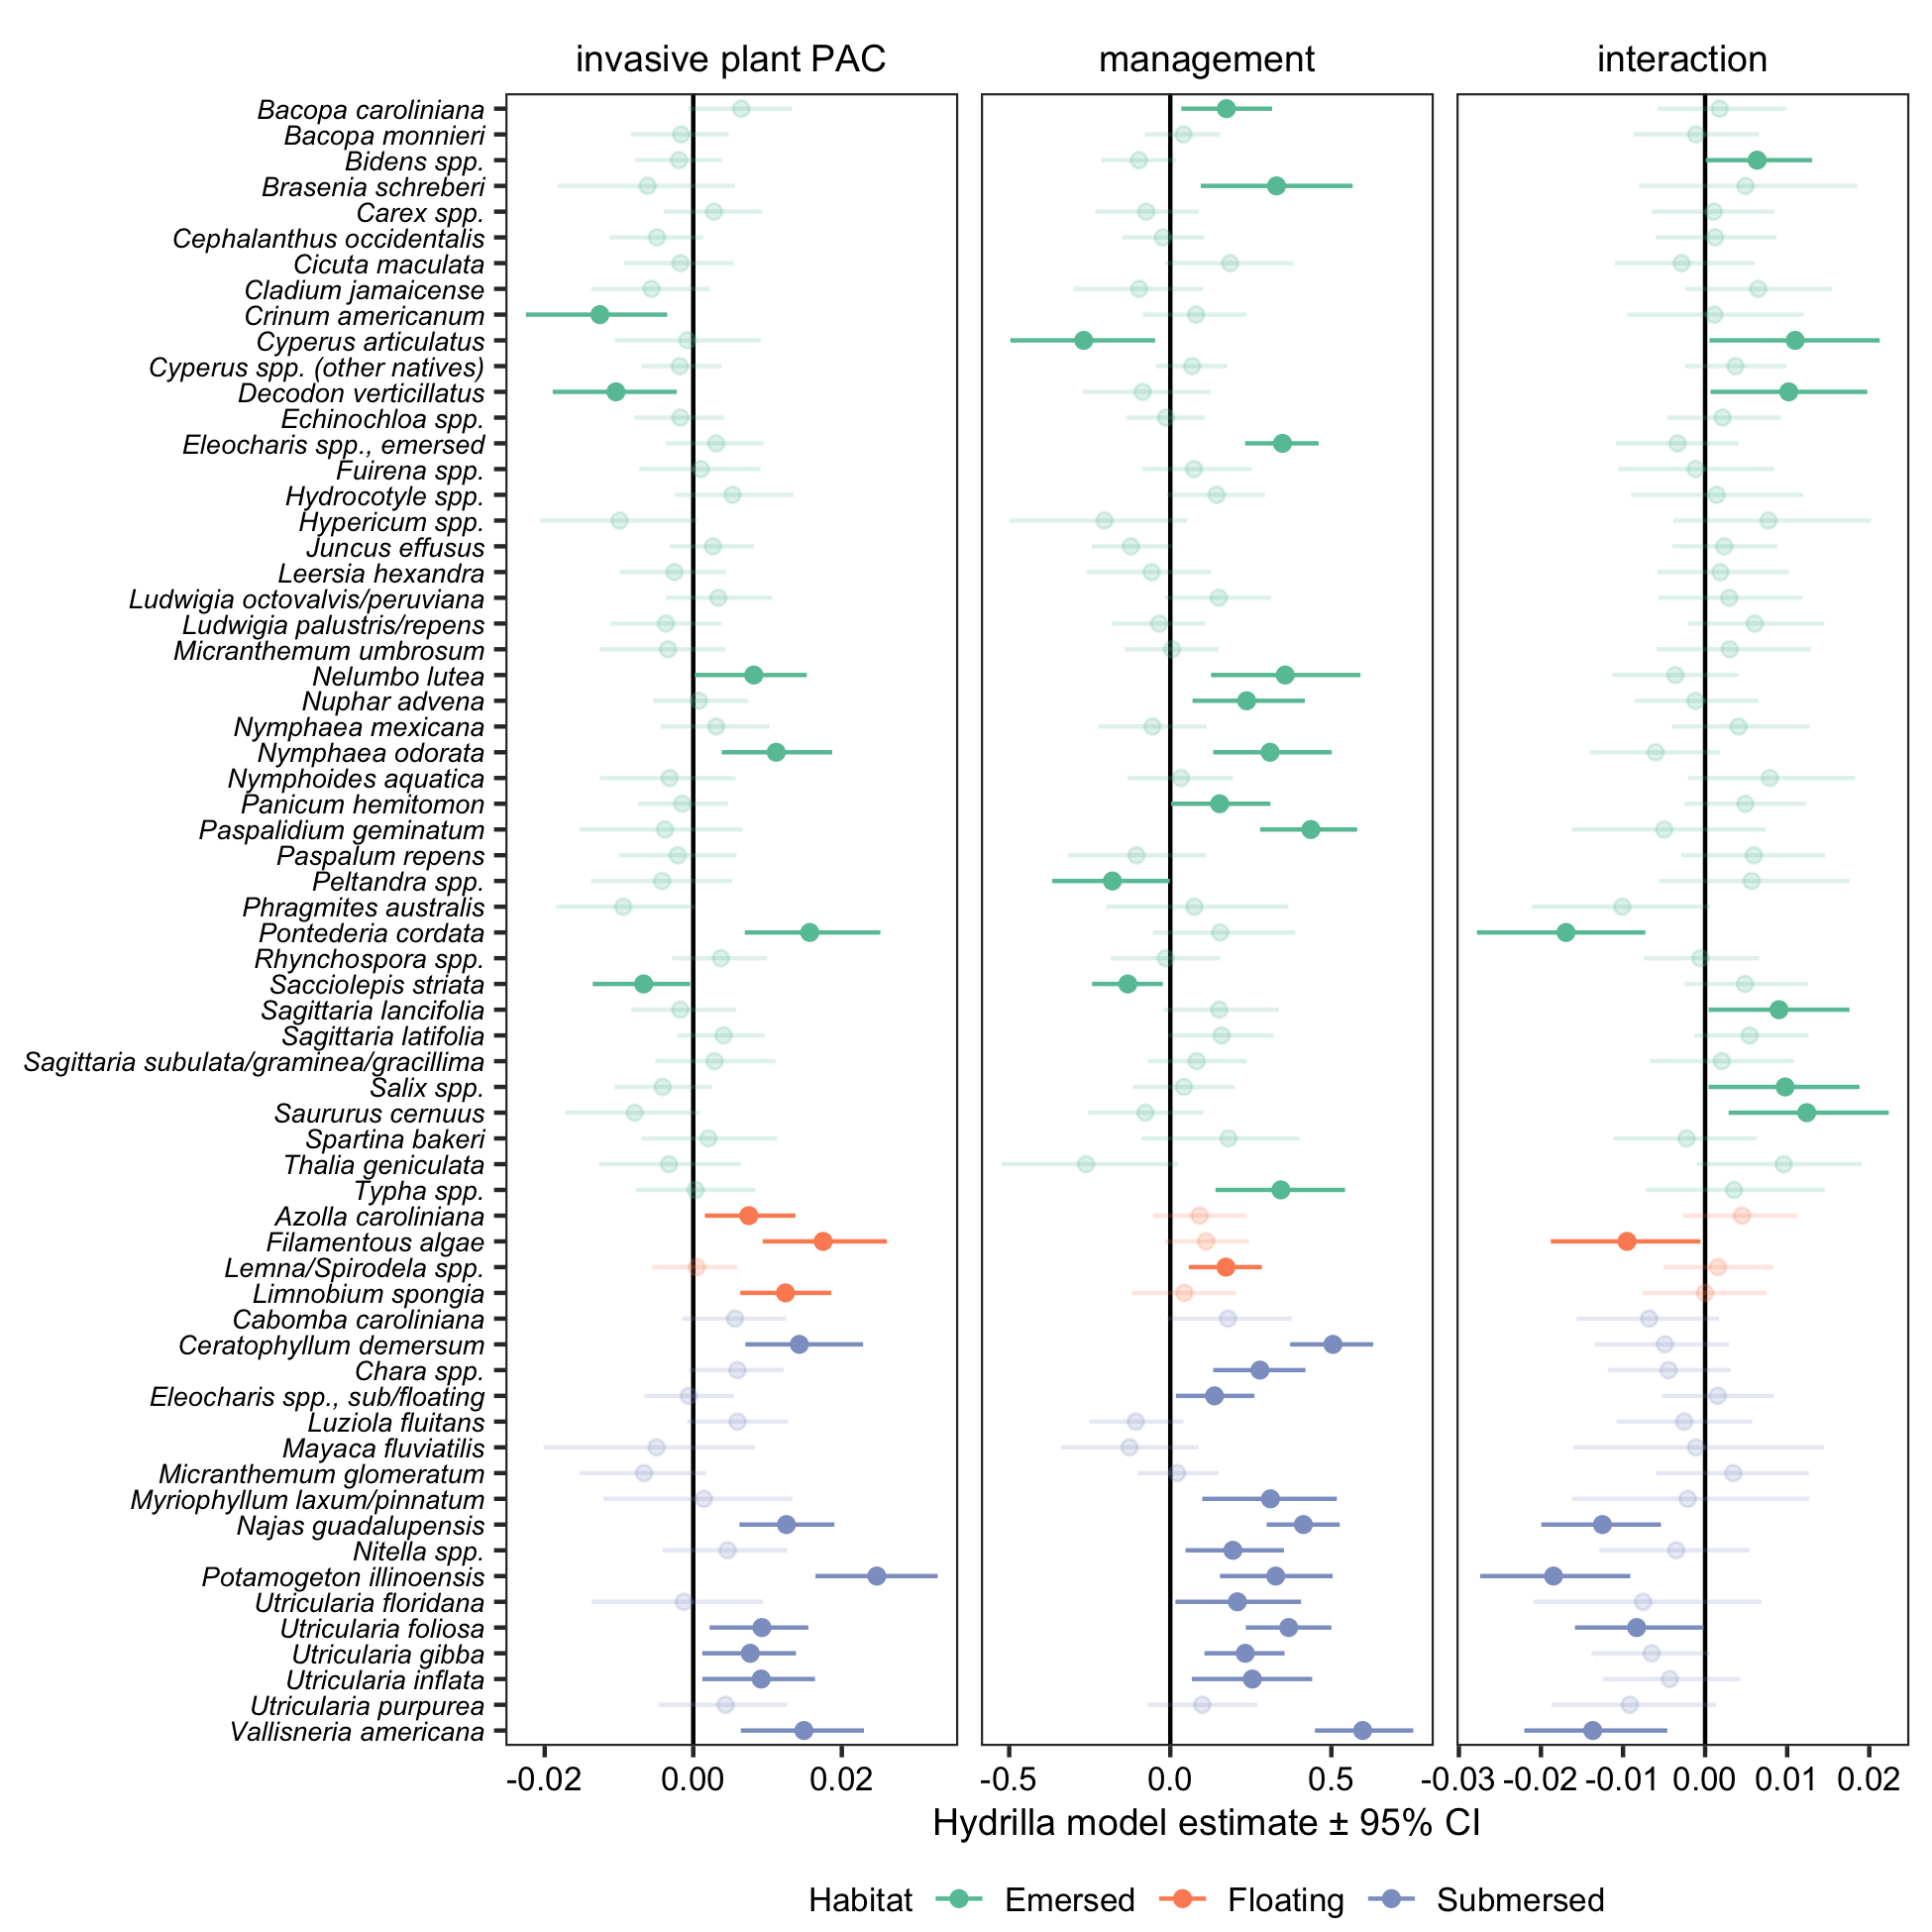 invasive plant PAC management interaction
Bacopa caroliniana
Bacopa monnieri
Bidens spp.
Brasenia schreberi
Carex spp.
Cephalanthus occidentalis
Cicuta maculata
Cladium jamaicense
Crinum americanum
Cyperus articulatus
Cyperus spp. (other natives)
Decodon verticillatus
Echinochloa spp.
Eleocharis spp., emersed
Fuirena spp.
Hydrocotyle spp.
Hypericum spp.
Juncus effusus
Leersia hexandra
Ludwigia octovalvis/peruviana
Ludwigia palustris/repens
Micranthemum umbrosum
Nelumbo lutea
Nuphar advena
Nymphaea mexicana
Nymphaea odorata
Nymphoides aquatica
Panicum hemitomon
Paspalidium geminatum
Paspalum repens
Peltandra spp.
Phragmites australis
Pontederia cordata
Rhynchospora spp.
Sacciolepis striata
Sagittaria lancifolia
Sagittaria latifolia
Sagittaria subulata/graminea/gracillima
Salix spp.
Saururus cernuus
Spartina bakeri
Thalia geniculata
Typha spp.
Azolla caroliniana
Filamentous algae
Lemna/Spirodela spp.
Limnobium spongia
Cabomba caroliniana
Ceratophyllum demersum
Chara spp.
Eleocharis spp., sub/floating
Luziola fluitans
Mayaca fluviatilis
Micranthemum glomeratum
Myriophyllum laxum/pinnatum
Najas guadalupensis
Nitella spp.
Potamogeton illinoensis
Utricularia floridana
Utricularia foliosa
Utricularia gibba
Utricularia inflata
Utricularia purpurea
Vallisneria americana
-0.02 0.00 0.02 -0.5 0.0 0.5 -0.03 -0.02 -0.01 0.00 0.01 0.02
Hydrilla model estimate ± 95% CI
Habitat Emersed Floating Submersed